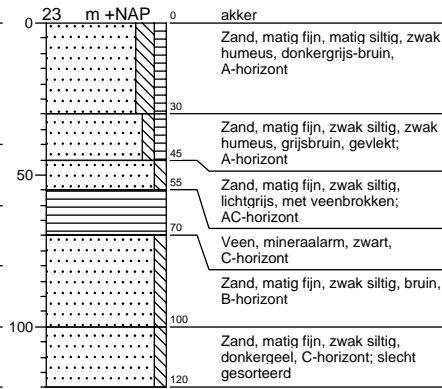 23 m +NAP
0 0 akker
Zand, matig fijn, matig siltig, zwak
humeus, donkergrijs-bruin,
A-horizont
30
Zand, matig fijn, zwak siltig, zwak
humeus, grijsbruin, gevlekt;
A-horizont
45
50
55
Zand, matig fijn, zwak siltig,
lichtgrijs, met veenbrokken;
AC-horizont
70
Veen, mineraalarm, zwart,
C-horizont
Zand, matig fijn, zwak siltig, bruin,
B-horizont
100 100
Zand, matig fijn, zwak siltig,
donkergeel, C-horizont; slecht
gesorteerd
120